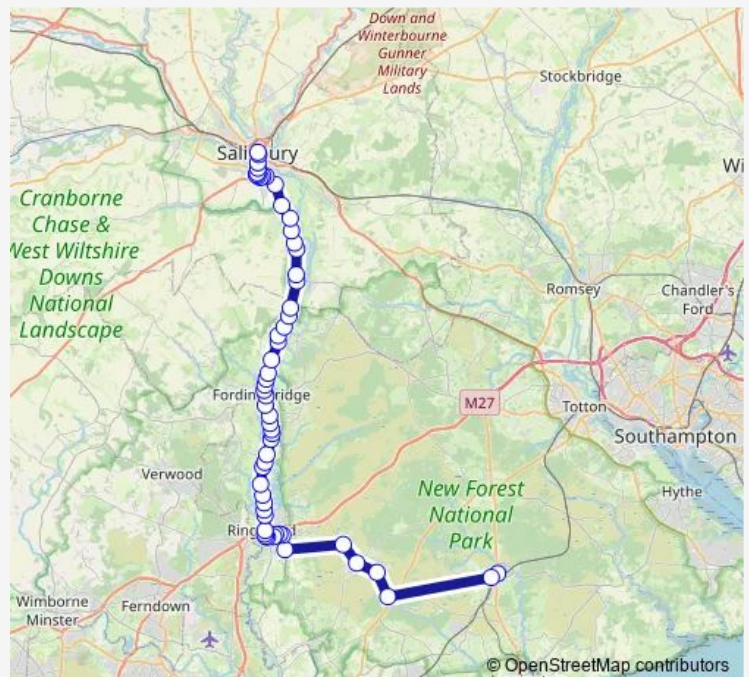 Down and
Winterbourne
Gunner
Military
Lands
Stockbridge
Salisbury
Cranborne
Chase &
West Wiltshire
Downs
National
Landscape
Romsey
Chandler's
Ford
Fordingbridge
M27
Totton
Southampton
Verwood
New Forest
National
Park
Hythe
Wimborne
Minster
Ferndown
© OpenStreetMap contributors